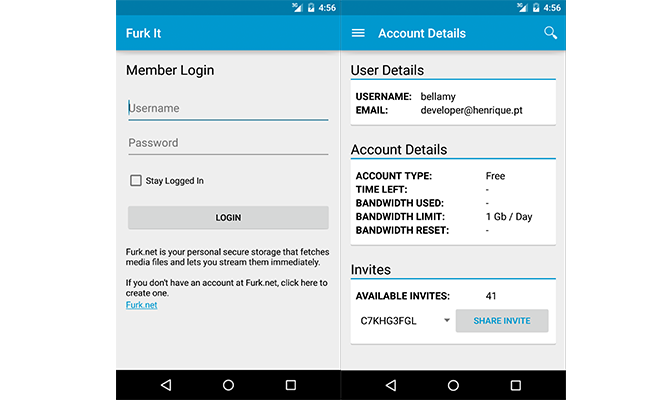 3G 4:56
Furk It
Member Login
Username
Password
Stay Logged In
LOGIN
Furk.net is your personal secure storage that fetches
media files and lets you stream them immediately.
If you don't have an account at Furk.net, click here to
create one.
Furk.net
3G 4:56
Account Details
User Details
USERNAME: bellamy
EMAIL: developer@henrique.pt
Account Details
ACCOUNT TYPE: Free
TIME LEFT: -
BANDWIDTH USED: -
BANDWIDTH LIMIT: 1 Gb / Day
BANDWIDTH RESET: -
Invites
AVAILABLE INVITES: 41
C7KHG3FGL SHARE INVITE